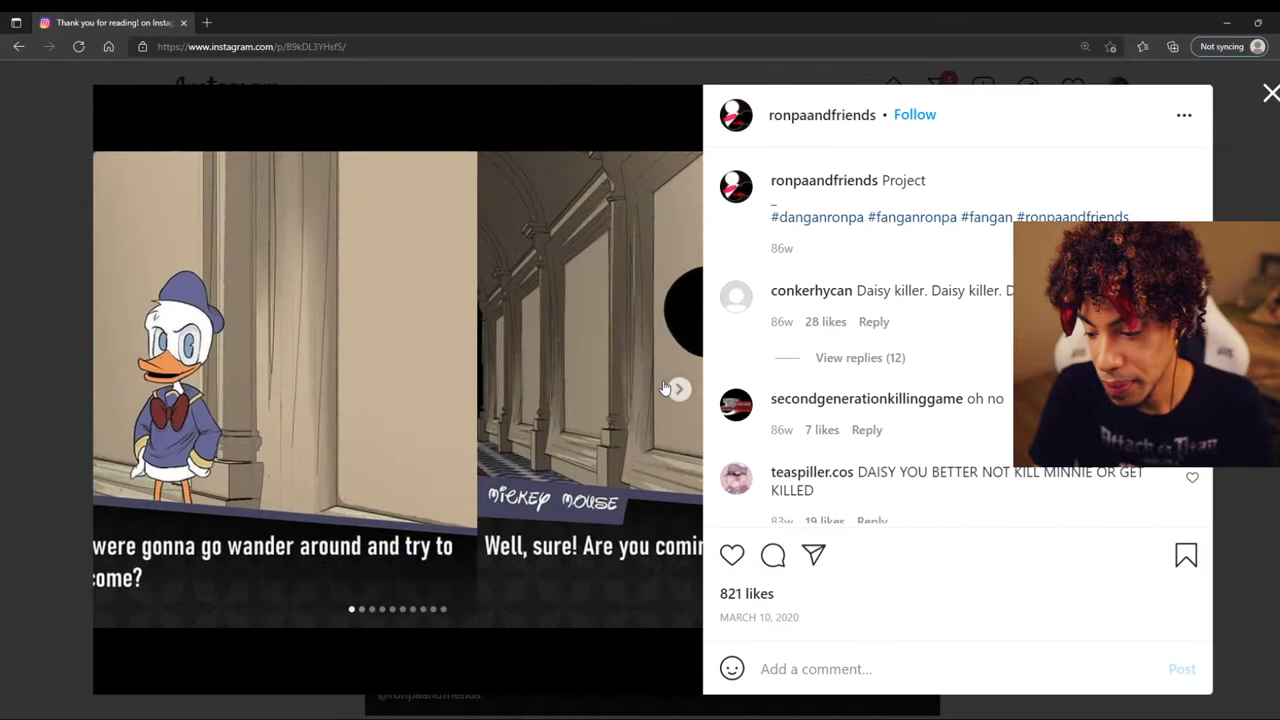 Thank you for reading! on Instag
https://www.instagram.com/p/B9kDL3YHsfS/
Not syncing
4
ronpaandfriends • Follow
ronpaandfriends Project
_
#danganronpa #fanganronpa #fangan #ronpaandfriends
86w
conkerhycan Daisy killer. Daisy killer. D
86w 28 likes Reply
View replies (12)
secondgenerationkillinggame oh no
86w 7 likes Reply
teaspiller.cos DAISY YOU BETTER NOT KILL MINNIE OR GET
KILLED
83w 19 likes Reply
MICKEY MOUSE
were gonna go wander around and try to
come?
Well, sure! Are you comin
821 likes
MARCH 10, 2020
Add a comment...
Post
@ronpaandfriends